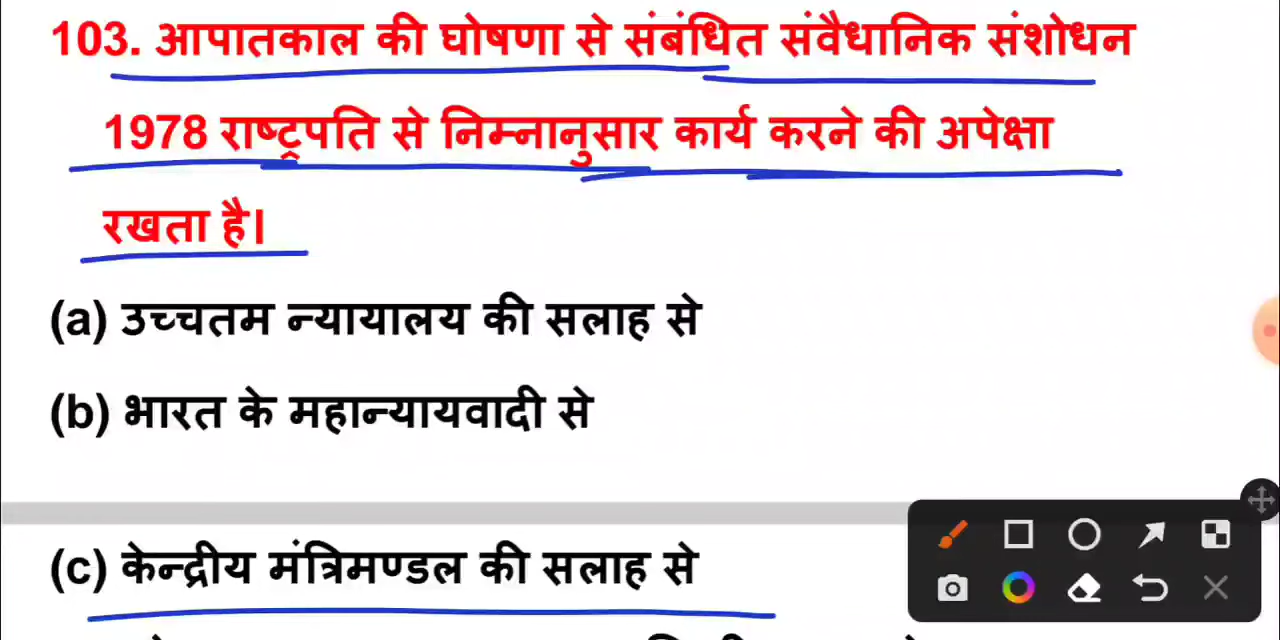 103. आपातकाल की घोषणा से संबंधित संवैधानिक संशोधन
1978 राष्ट्रपति से निम्नानुसार कार्य करने की अपेक्षा
रखता है।
(a) उच्चतम न्यायालय की सलाह से
(b) भारत के महान्यायवादी से
(c) केन्द्रीय मंत्रिमण्डल की सलाह से